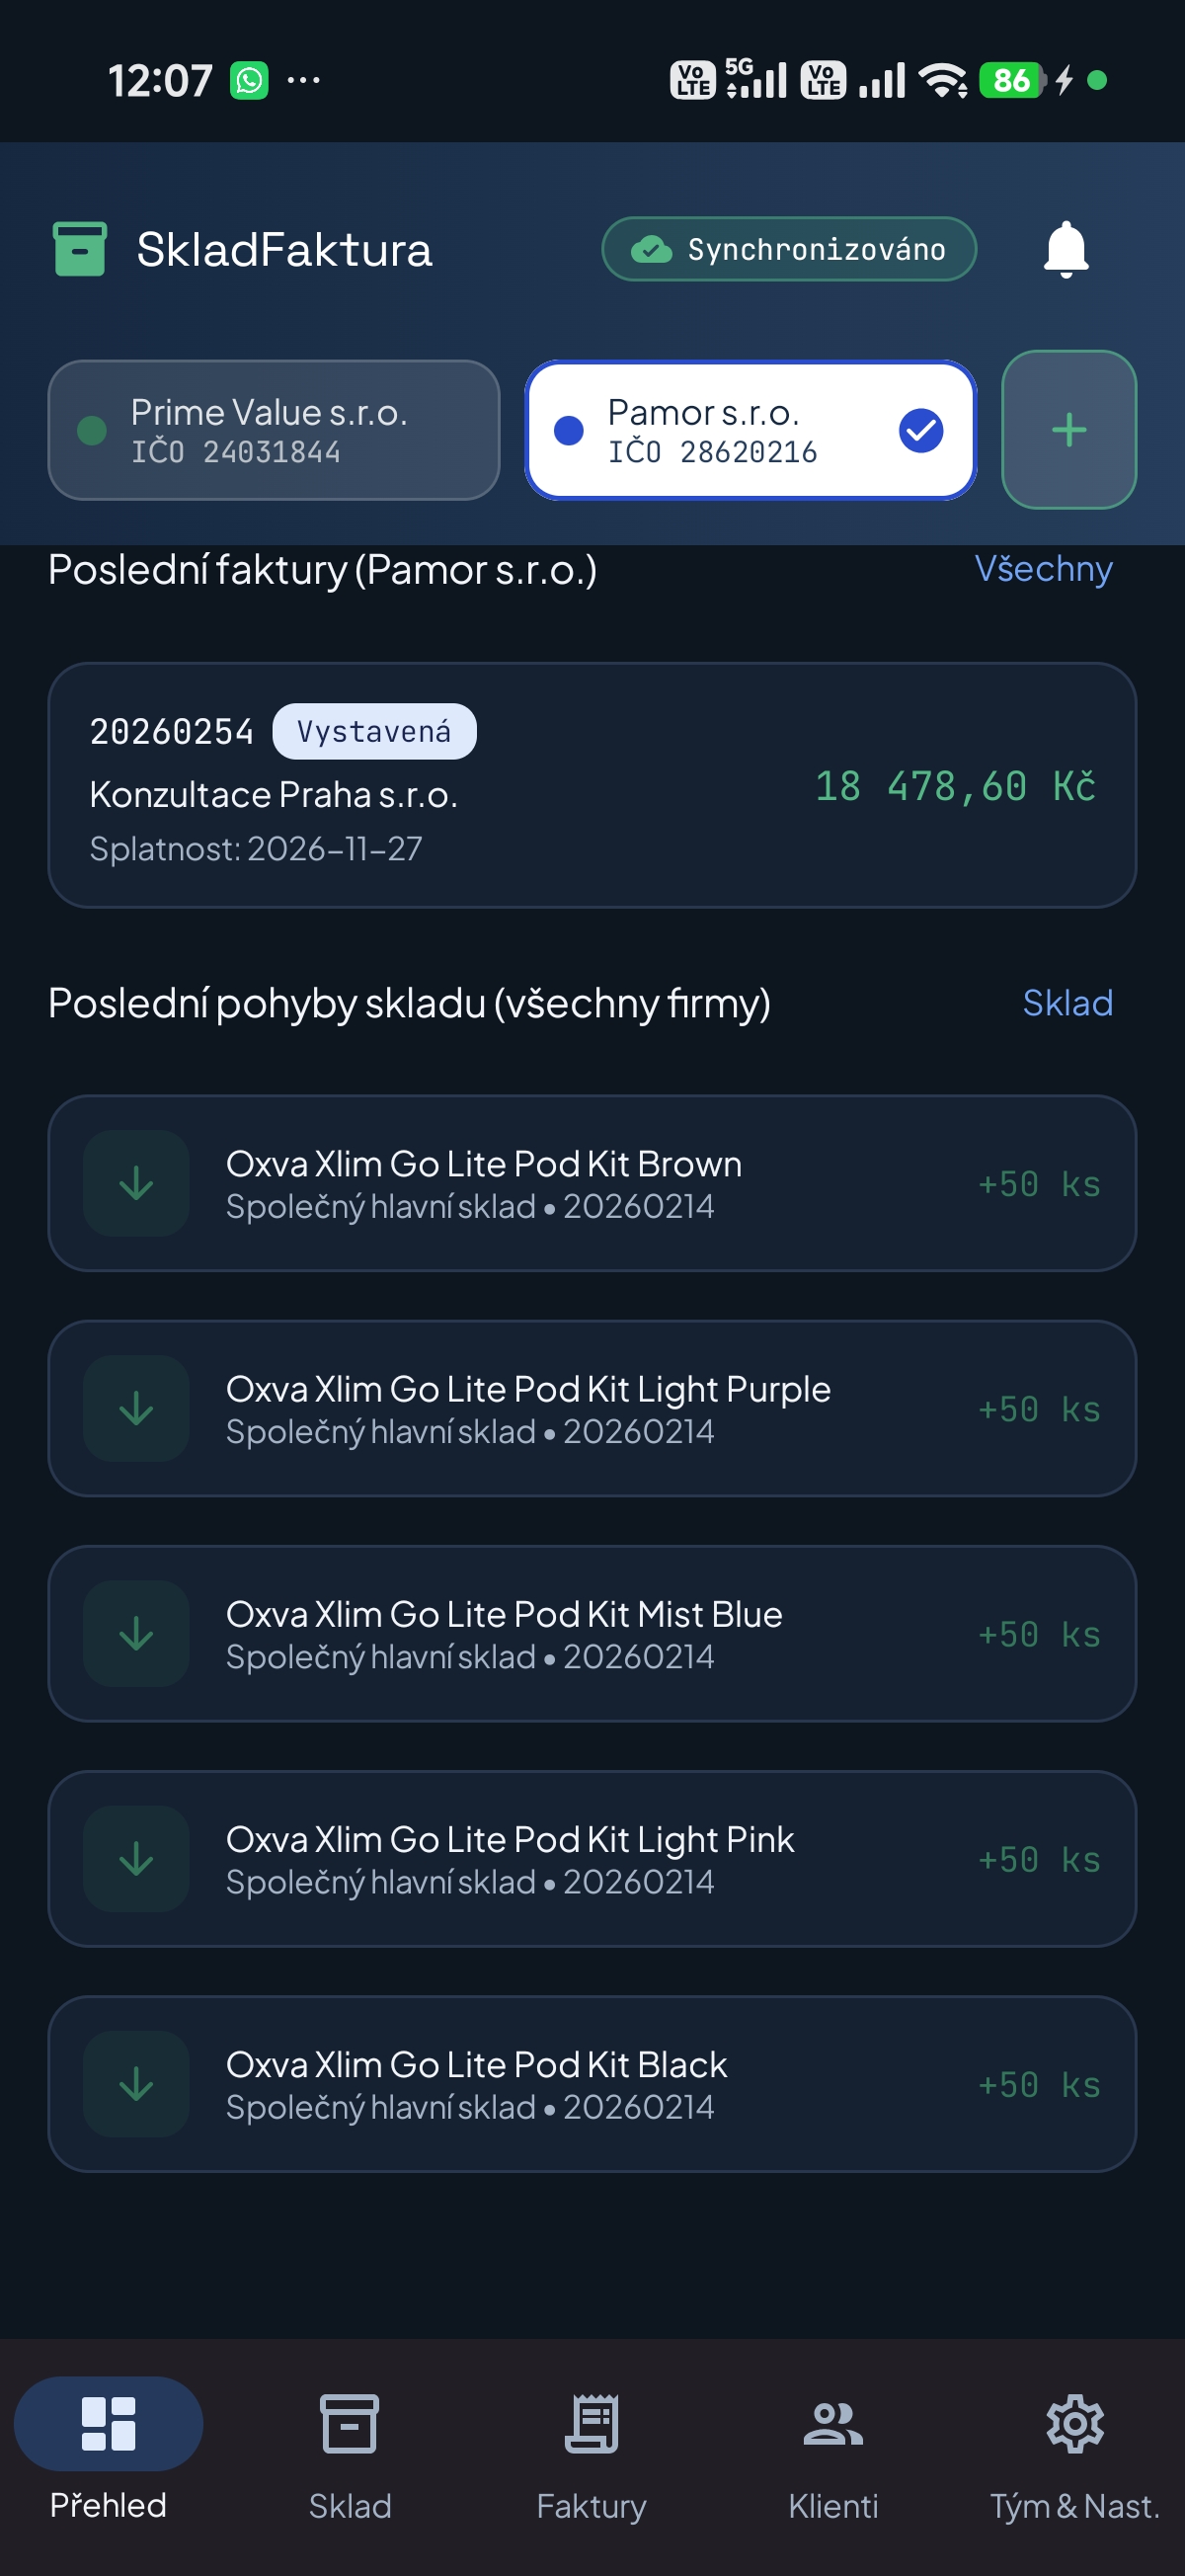 12:07 ...
Vo LTE 5G Vo LTE 86
SkladFaktura
Synchronizováno
Prime Value s.r.o.
IČO 24031844
Pamor s.r.o.
IČO 28620216
+
Poslední faktury (Pamor s.r.o.)
Všechny
20260254
Vystavená
Konzultace Praha s.r.o.
18 478,60 Kč
Splatnost: 2026-11-27
Poslední pohyby skladu (všechny firmy)
Sklad
Oxva Xlim Go Lite Pod Kit Brown
Společný hlavní sklad • 20260214
+50 ks
Oxva Xlim Go Lite Pod Kit Light Purple
Společný hlavní sklad • 20260214
+50 ks
Oxva Xlim Go Lite Pod Kit Mist Blue
Společný hlavní sklad • 20260214
+50 ks
Oxva Xlim Go Lite Pod Kit Light Pink
Společný hlavní sklad • 20260214
+50 ks
Oxva Xlim Go Lite Pod Kit Black
Společný hlavní sklad • 20260214
+50 ks
Přehled
Sklad
Faktury
Klienti
Tým & Nast.